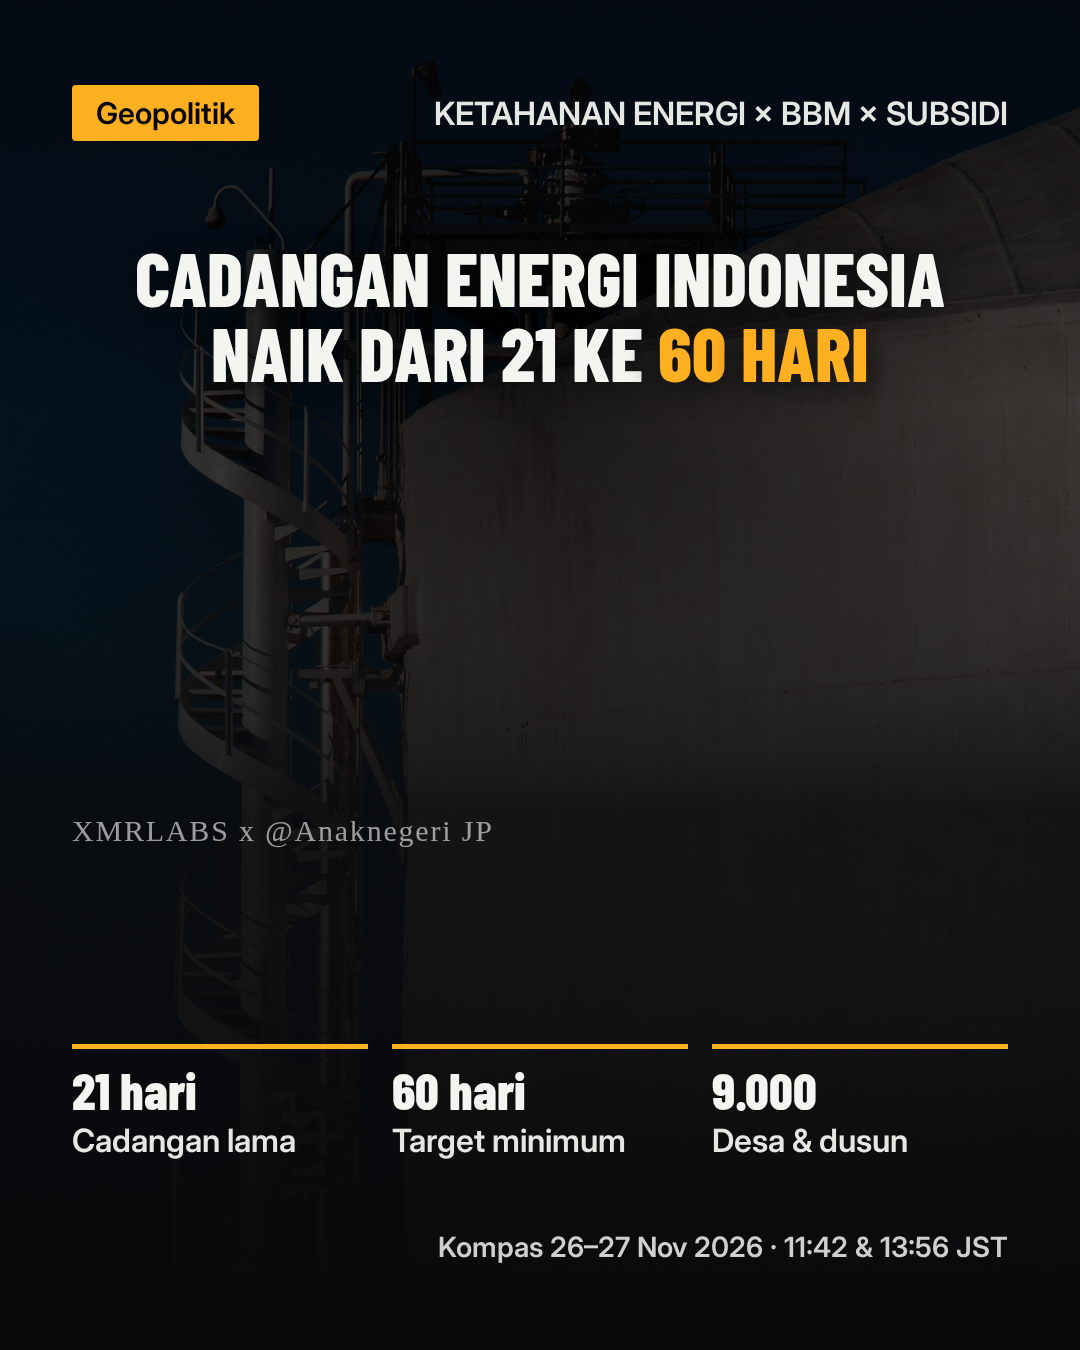 Geopolitik
KETAHANAN ENERGI × BBM × SUBSIDI
CADANGAN ENERGI INDONESIA
NAIK DARI 21 KE 60 HARI
XMRLABS x @Anaknegeri JP
21 hari
Cadangan lama
60 hari
Target minimum
9.000
Desa & dusun
Kompas 26–27 Nov 2026 · 11:42 & 13:56 JST